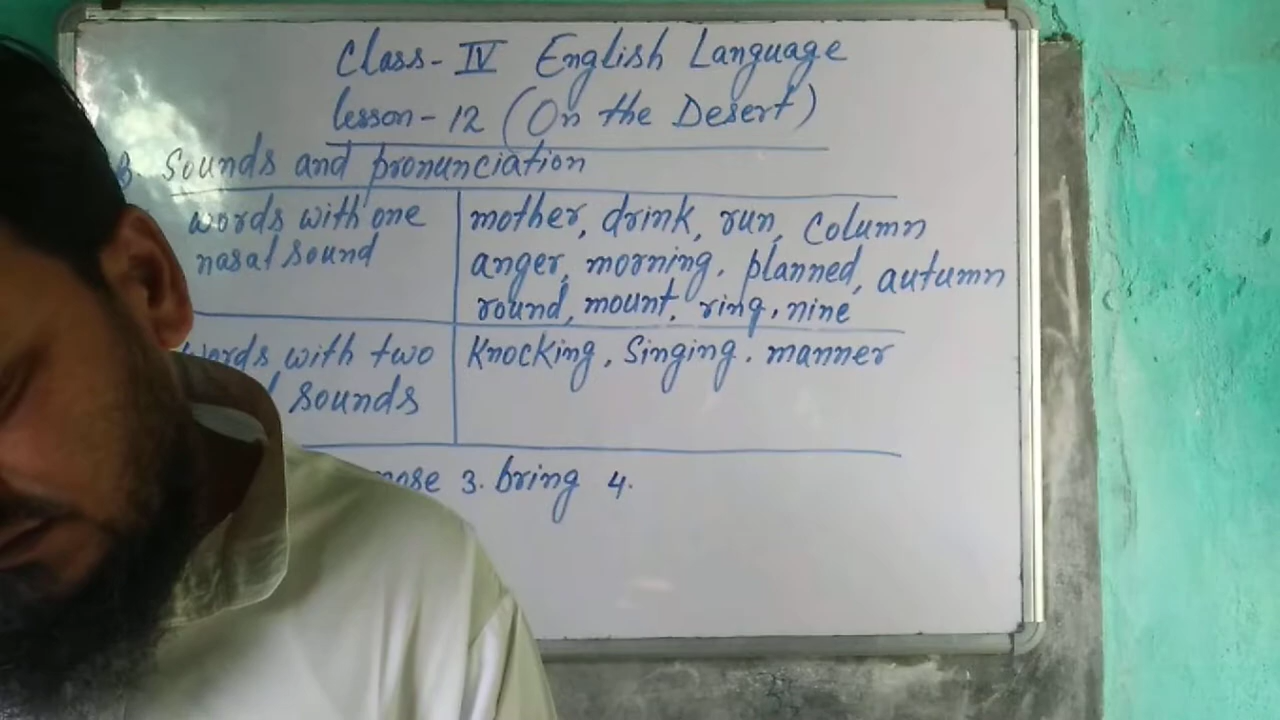 Class - IV English Language
Lesson - 12 (On the Desert)
B. Sounds and pronunciation
words with one
nasal sound
mother, drink, run, column
anger, morning, planned, autumn
round, mount, ring, nine
words with two
sounds
Knocking, Singing. manner
3. bring 4.